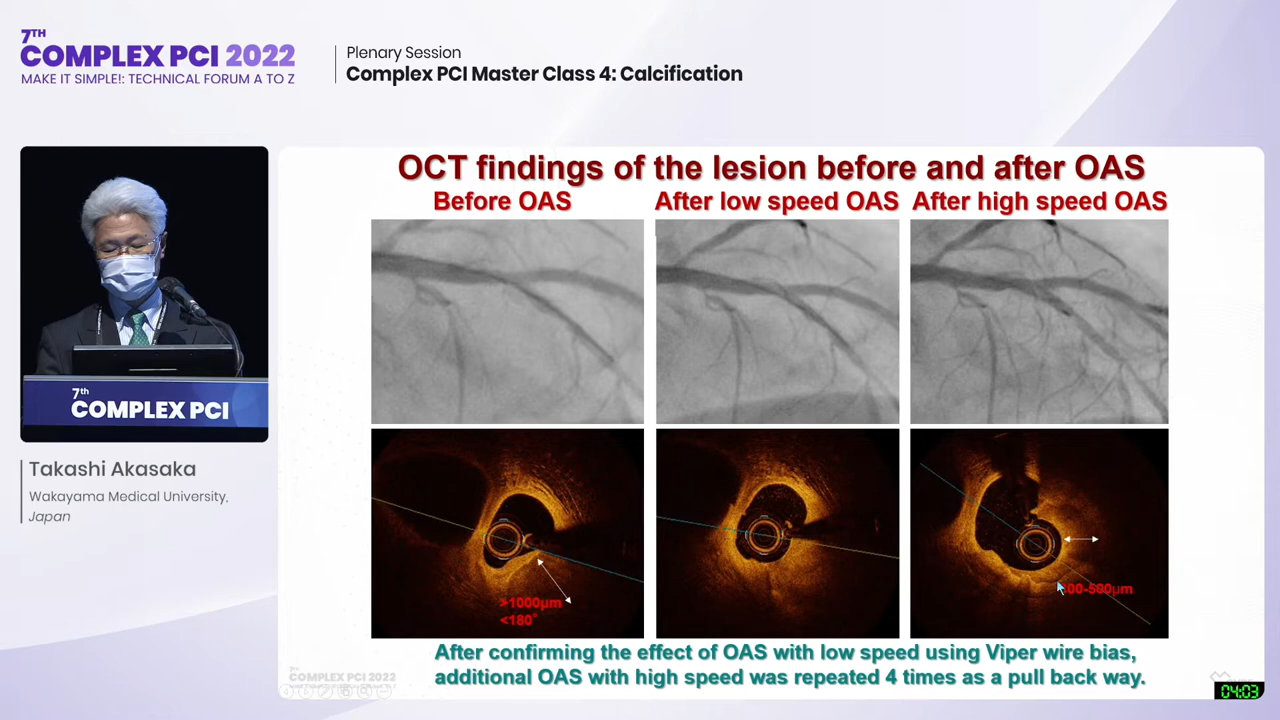 7TH
COMPLEX PCI 2022
MAKE IT SIMPLE!: TECHNICAL FORUM A TO Z
Plenary Session
Complex PCI Master Class 4: Calcification
OCT findings of the lesion before and after OAS
Before OAS
After low speed OAS
After high speed OAS
>1000μm
<180°
00-500μm
After confirming the effect of OAS with low speed using Viper wire bias,
additional OAS with high speed was repeated 4 times as a pull back way.
7th
COMPLEX PCI
Takashi Akasaka
Wakayama Medical University,
Japan
7TH
COMPLEX PCI 2022
04:03